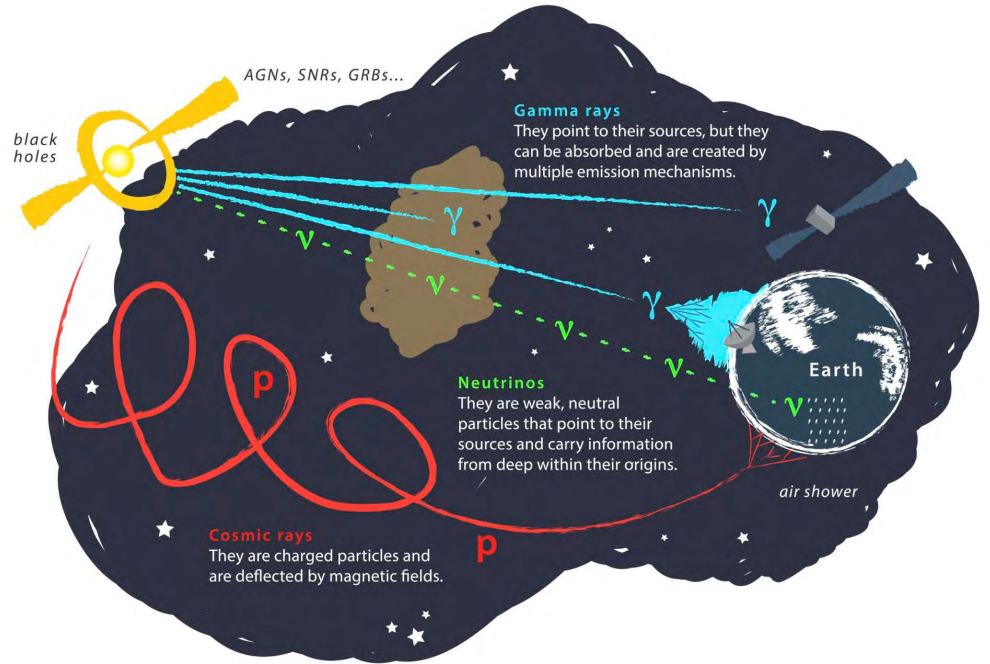 AGNs, SNRs, GRBs...
black
holes
Gamma rays
They point to their sources, but they
can be absorbed and are created by
multiple emission mechanisms.
γ
γ
γ
ν
ν
ν
ν
ν
Earth
p
Neutrinos
They are weak, neutral
particles that point to their
sources and carry information
from deep within their origins.
air shower
Cosmic rays
They are charged particles and
are deflected by magnetic fields.
p